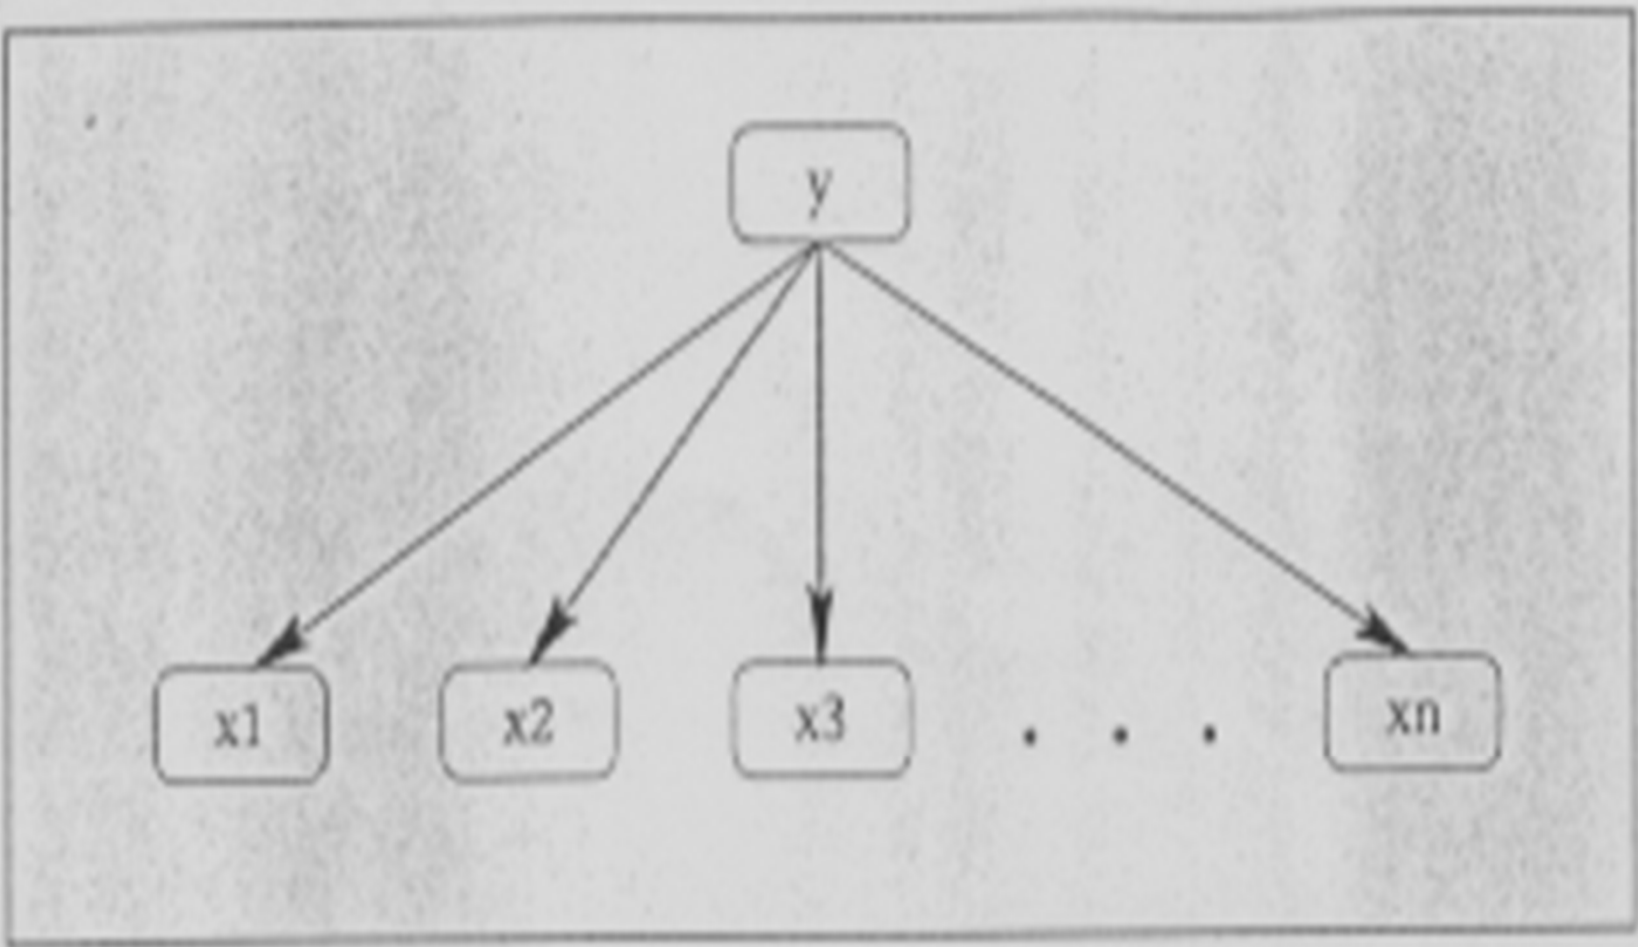 y
x1 x2 x3 . . . xn